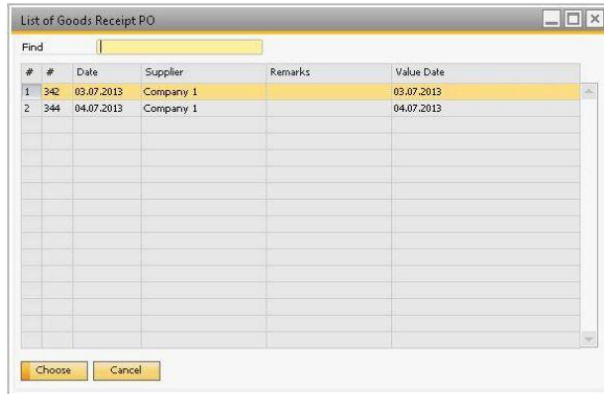 List of Goods Receipt PO
Find
# # Date Supplier Remarks Value Date
1 342 03.07.2013 Company 1 03.07.2013
2 344 04.07.2013 Company 1 04.07.2013
Choose Cancel